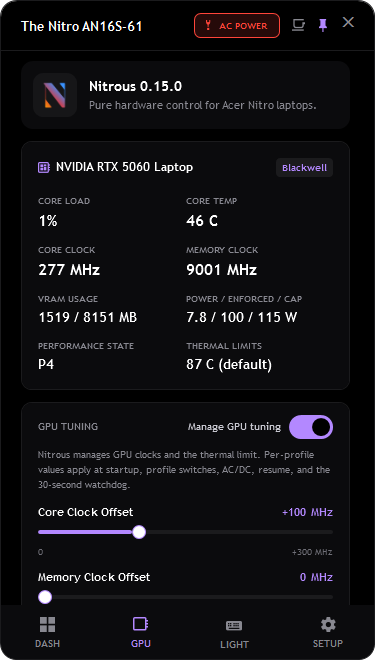 The Nitro AN16S-61
AC POWER
Nitrous 0.15.0
Pure hardware control for Acer Nitro laptops.
NVIDIA RTX 5060 Laptop
Blackwell
CORE LOAD
CORE TEMP
1%
46 C
CORE CLOCK
MEMORY CLOCK
277 MHz
9001 MHz
VRAM USAGE
POWER / ENFORCED / CAP
1519 / 8151 MB
7.8 / 100 / 115 W
PERFORMANCE STATE
THERMAL LIMITS
P4
87 C (default)
GPU TUNING
Manage GPU tuning
Nitrous manages GPU clocks and the thermal limit. Per-profile
values apply at startup, profile switches, AC/DC, resume, and the
30-second watchdog.
Core Clock Offset
+100 MHz
0
+300 MHz
Memory Clock Offset
0 MHz
DASH
GPU
LIGHT
SETUP